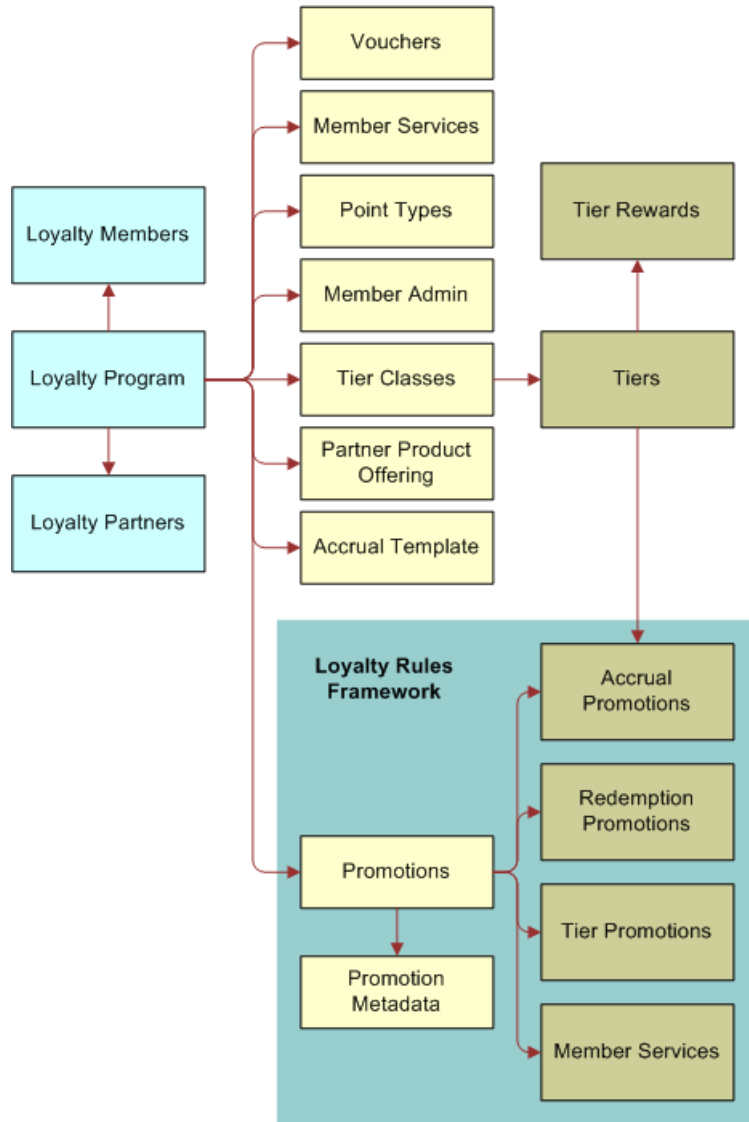 Vouchers
Member Services
Point Types
Tier Rewards
Loyalty Members
Member Admin
Loyalty Program
Tier Classes
Tiers
Partner Product
Offering
Loyalty Partners
Accrual Template
Loyalty Rules
Framework
Accrual
Promotions
Redemption
Promotions
Promotions
Tier Promotions
Promotion
Metadata
Member Services